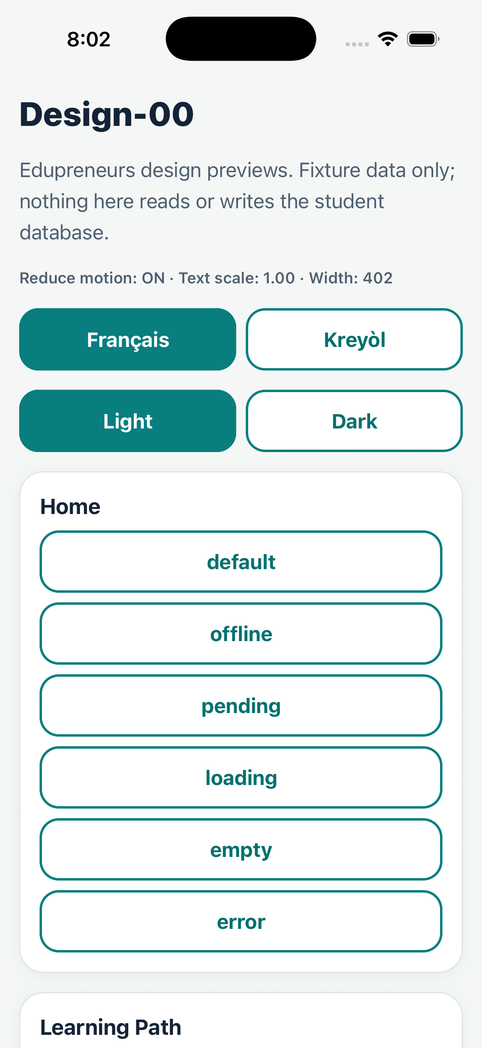 8:02
Design-00
Edupreneurs design previews. Fixture data only;
nothing here reads or writes the student
database.
Reduce motion: ON · Text scale: 1.00 · Width: 402
Français
Kreyòl
Light
Dark
Home
default
offline
pending
loading
empty
error
Learning Path